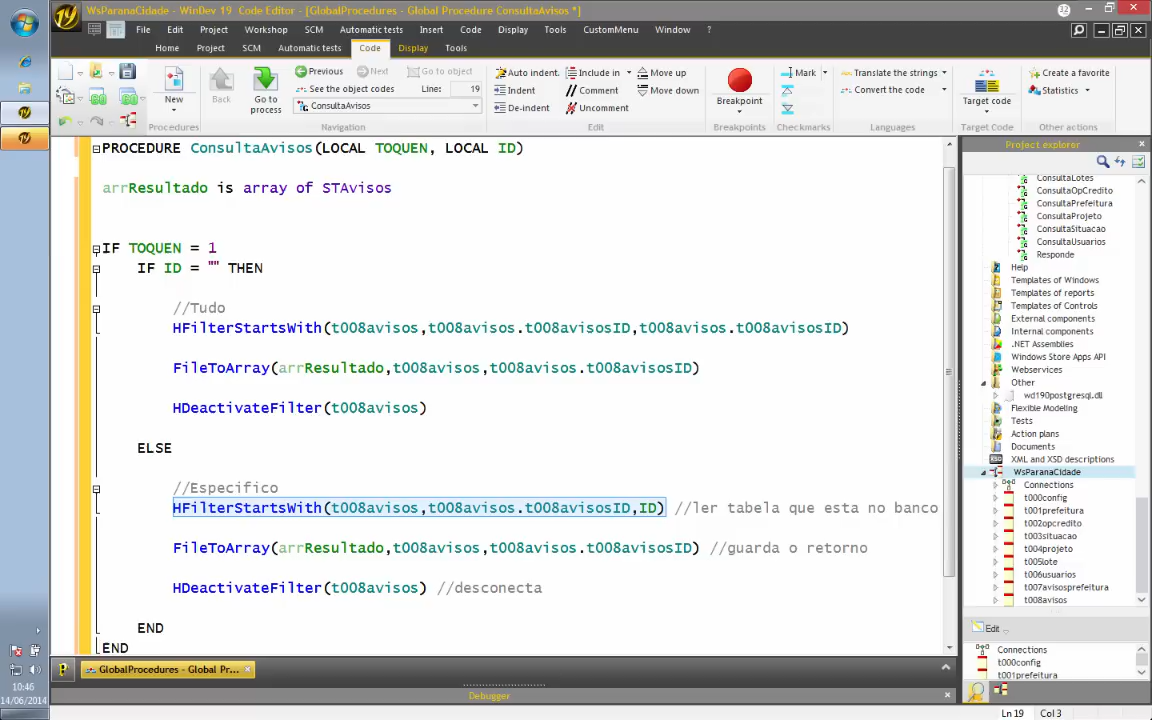 WsParanaCidade - WinDev 19  Code Editor - [GlobalProcedures - Global Procedure ConsultaAvisos *]
32
File Edit Project Workshop SCM Automatic tests Insert Code Display Tools CustomMenu Window ?
Home Project SCM Automatic tests Code Display Tools
New
Procedures
Back
Go to process
Previous Next Go to object
See the object codes Line: 19
ConsultaAvisos
Navigation
Auto indent. Include in Move up
Indent Comment Move down
De-indent Uncomment
Edit
Breakpoint
Breakpoints
Mark
Checkmarks
Translate the strings
Convert the code
Languages
Target code
Target Code
Create a favorite
Statistics
Other actions
PROCEDURE ConsultaAvisos(LOCAL TOQUEN, LOCAL ID)
arrResultado is array of STAvisos
IF TOQUEN = 1
IF ID = "" THEN
//Tudo
HFilterStartsWith(t008avisos,t008avisos.t008avisosID,t008avisos.t008avisosID)
FileToArray(arrResultado,t008avisos,t008avisos.t008avisosID)
HDeactivateFilter(t008avisos)
ELSE
//Especifico
HFilterStartsWith(t008avisos,t008avisos.t008avisosID,ID) //ler tabela que esta no banco
FileToArray(arrResultado,t008avisos,t008avisos.t008avisosID) //guarda o retorno
HDeactivateFilter(t008avisos) //desconecta
END
END
GlobalProcedures - Global Pr...
Debugger
Ln 19 Col 3
Project explorer
ConsultaLotes
ConsultaOpCredito
ConsultaPrefeitura
ConsultaProjeto
ConsultaSituacao
ConsultaUsuarios
Responde
Help
Templates of Windows
Templates of reports
Templates of Controls
External components
Internal components
.NET Assemblies
Windows Store Apps API
Webservices
Other
wd190postgresql.dll
Flexible Modeling
Tests
Action plans
Documents
XML and XSD descriptions
WsParanaCidade
Connections
t000config
t001prefeitura
t002opcredito
t003situacao
t004projeto
t005lote
t006usuarios
t007avisosprefeitura
t008avisos
Edit
Connections
t000config
t001prefeitura
10:46
14/06/2014